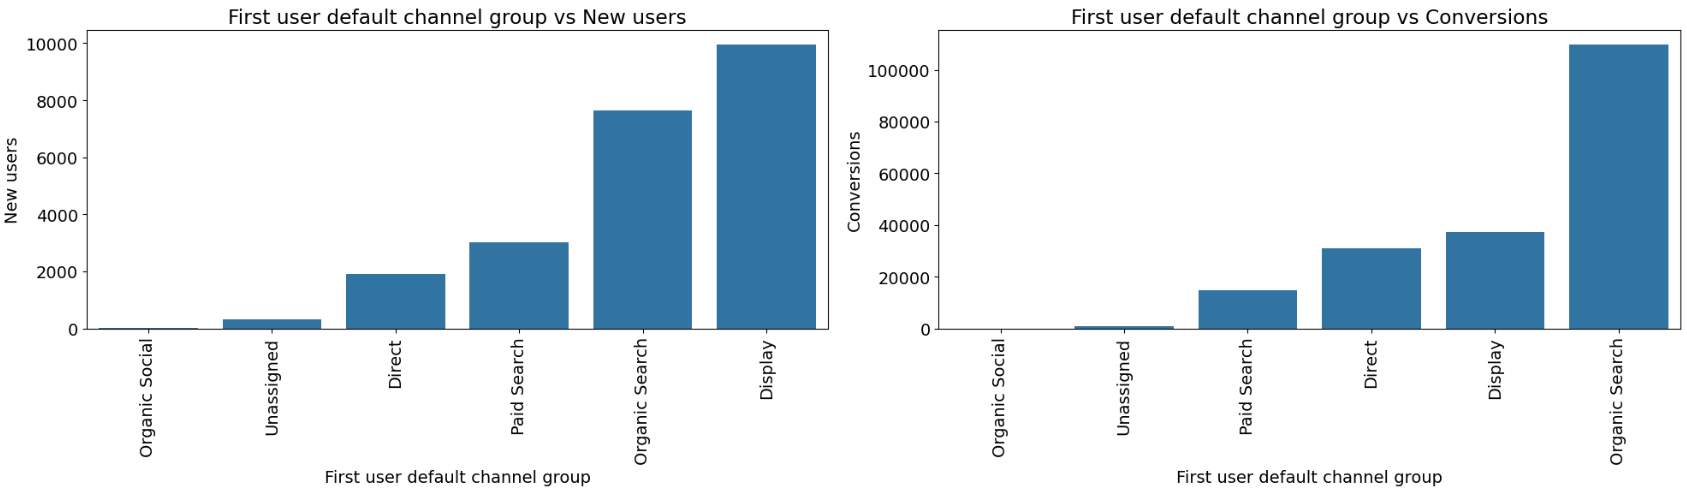 First user default channel group vs New users
10000
8000
6000
4000
2000
0
New users
Organic Social
Unassigned
Direct
Paid Search
Organic Search
Display
First user default channel group
First user default channel group vs Conversions
100000
80000
60000
40000
20000
0
Conversions
Organic Social
Unassigned
Paid Search
Direct
Display
Organic Search
First user default channel group